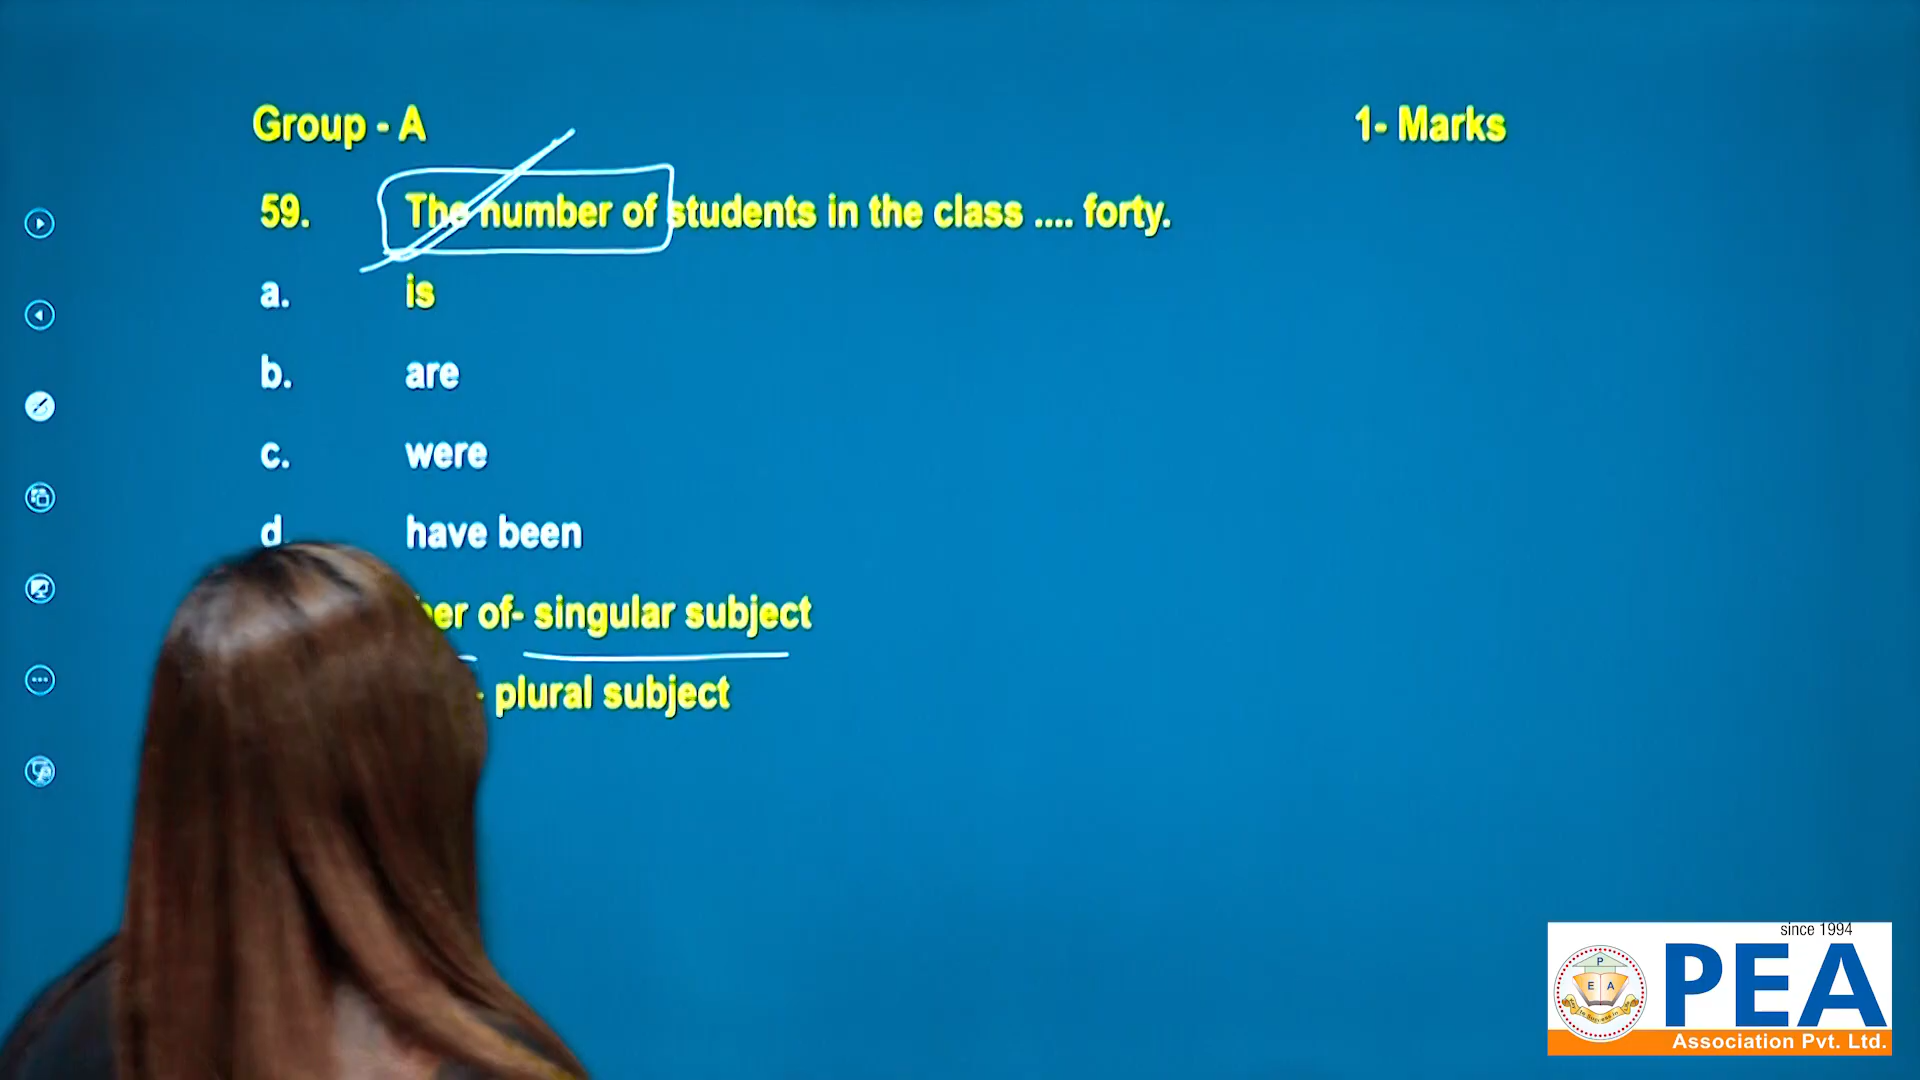 Group - A
1- Marks
59. The number of students in the class .... forty.
a. is
b. are
c. were
d. have been
of- singular subject
- plural subject
since 1994
P
E A
PEA
Association Pvt. Ltd.